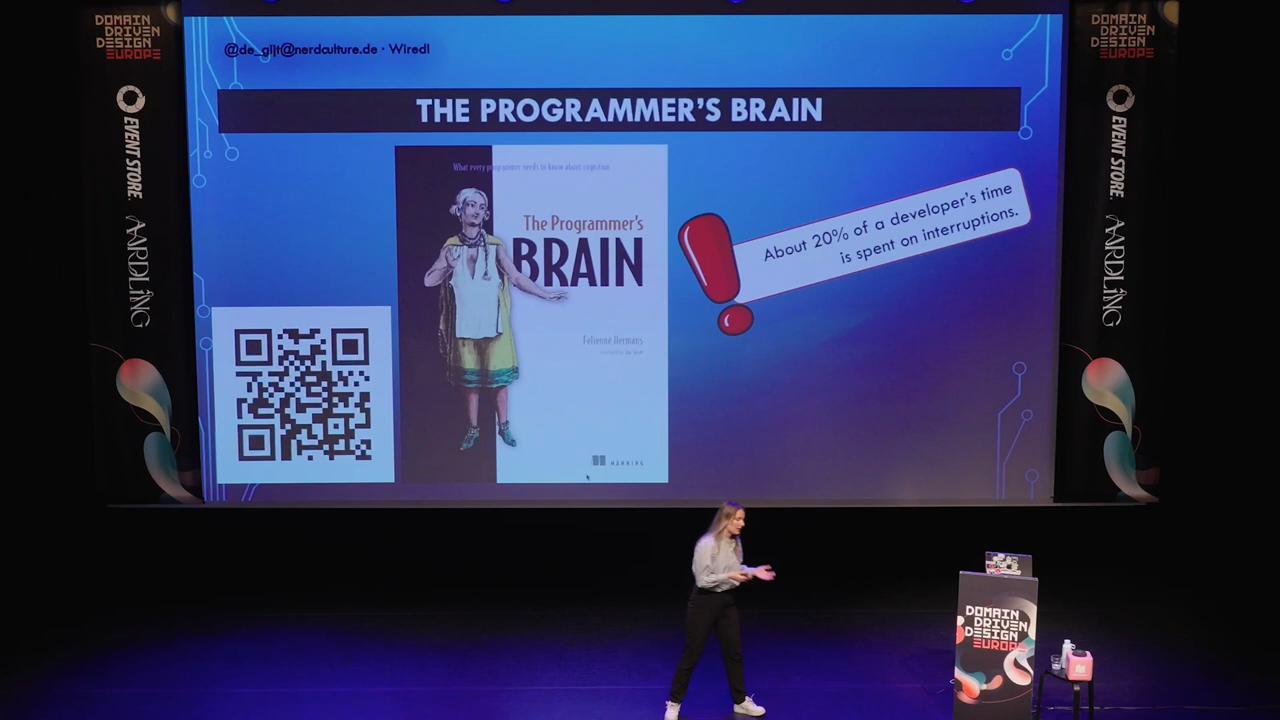 DOMAIN
DRIVEN
DESIGN
EUROPE
EVENT STORE
AARDLING
@de_gijt@nerdculture.de · Wiredl
THE PROGRAMMER'S BRAIN
What every programmer needs to know about cognition
The Programmer's
BRAIN
Felienne Hermans
MANNING
About 20% of a developer's time
is spent on interruptions.
DOMAIN
DRIVEN
DESIGN
EUROPE
EVENT STORE
AARDLING
DOMAIN
DRIVEN
DESIGN
EUROPE